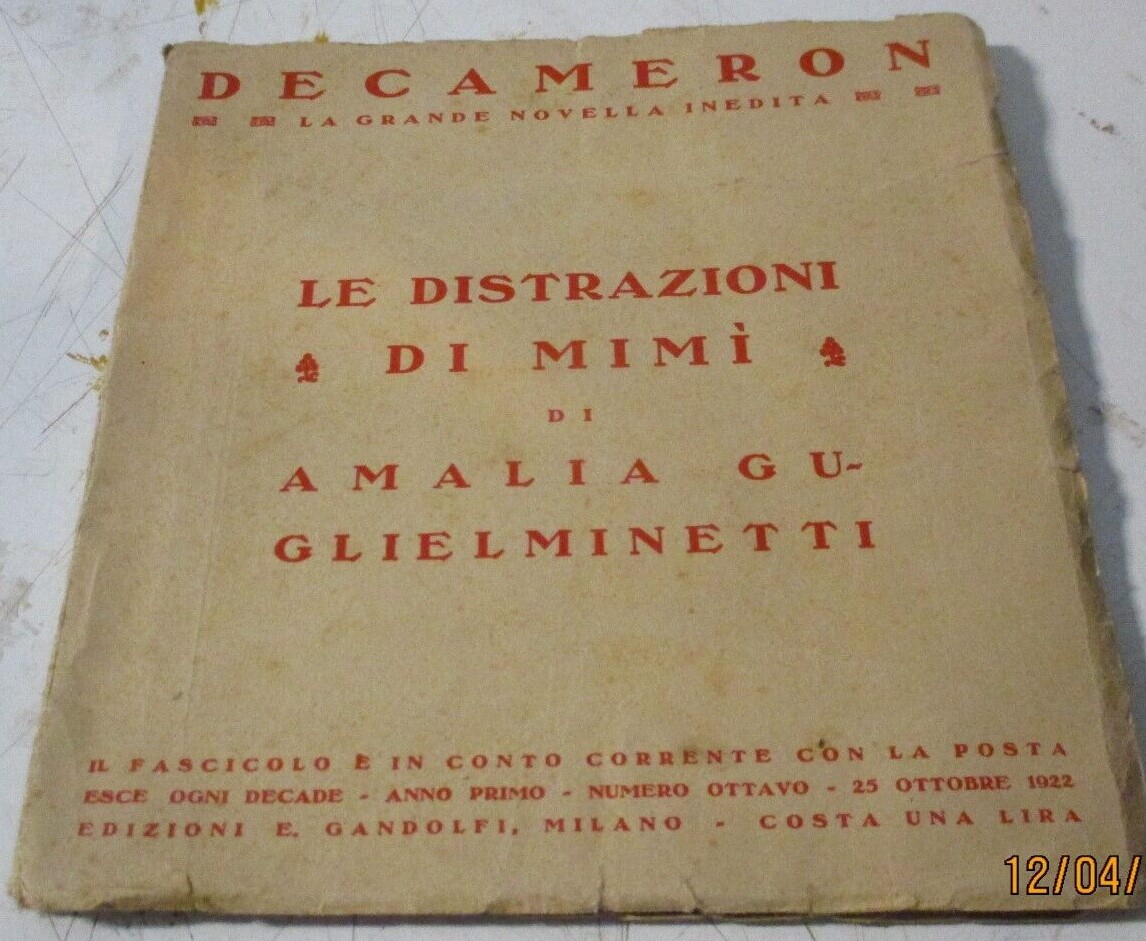 DECAMERON
LA GRANDE NOVELLA INEDITA
LE DISTRAZIONI
DI MIMÌ
DI
AMALIA GU-
GLIELMINETTI
IL FASCICOLO È IN CONTO CORRENTE CON LA POSTA
ESCE OGNI DECADE - ANNO PRIMO - NUMERO OTTAVO - 25 OTTOBRE 1922
EDIZIONI E. GANDOLFI, MILANO - COSTA UNA LIRA
12/04/